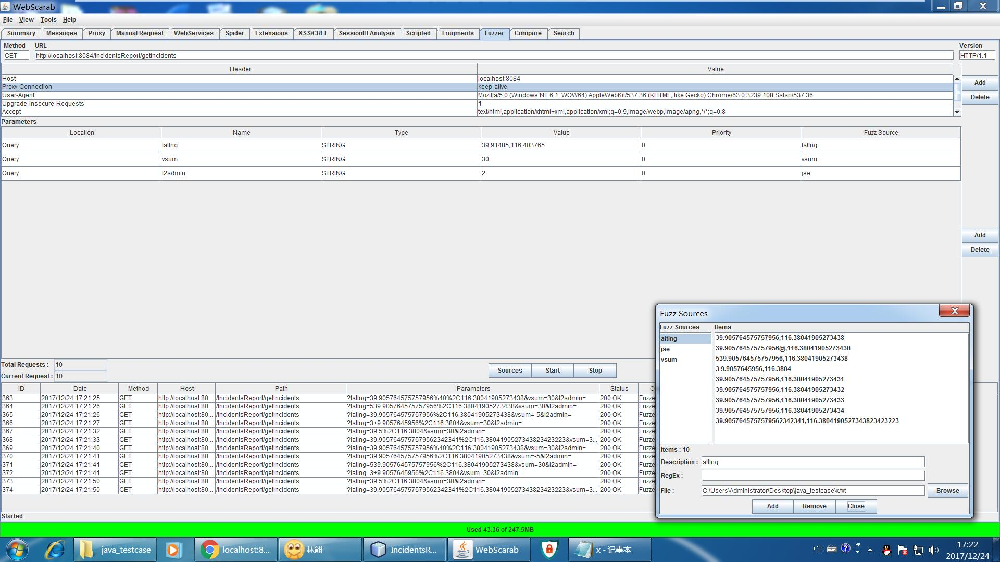 WebScarab
File View Tools Help
Summary Messages Proxy Manual Request WebServices Spider Extensions XSS/CRLF SessionID Analysis Scripted Fragments Fuzzer Compare Search
Method URL Version
GET http://localhost:8084/IncidentsReport/getIncidents HTTP/1.1
Header Value
Host localhost:8084
Proxy-Connection keep-alive
User-Agent Mozilla/5.0 (Windows NT 6.1; WOW64) AppleWebKit/537.36 (KHTML, like Gecko) Chrome/63.0.3239.108 Safari/537.36
Upgrade-Insecure-Requests 1
Accept text/html,application/xhtml+xml,application/xml;q=0.9,image/webp,image/apng,*/*;q=0.8
Add
Delete
Parameters
Location Name Type Value Priority Fuzz Source
Query latlng STRING 39.91485,116.403765 0 latlng
Query vsum STRING 30 0 vsum
Query l2admin STRING 2 0 jse
Add
Delete
Total Requests : 10
Current Request : 10
Sources Start Stop
ID Date Method Host Path Parameters Status O
363 2017/12/24 17:21:25 GET http://localhost:80... /IncidentsReport/getIncidents ?latlng=39.905764575757956%40%2C116.38041905273438&vsum=30&l2admin= 200 OK Fuzze
364 2017/12/24 17:21:26 GET http://localhost:80... /IncidentsReport/getIncidents ?latlng=539.905764575757956%2C116.38041905273438&vsum=30&l2admin= 200 OK Fuzze
365 2017/12/24 17:21:26 GET http://localhost:80... /IncidentsReport/getIncidents ?latlng=39.905764575757956%2C116.38041905273438&vsum=-5&l2admin= 200 OK Fuzze
366 2017/12/24 17:21:27 GET http://localhost:80... /IncidentsReport/getIncidents ?latlng=3+9.9057645956%2C116.3804&vsum=30&l2admin= 200 OK Fuzze
367 2017/12/24 17:21:32 GET http://localhost:80... /IncidentsReport/getIncidents ?latlng=39.5%2C116.3804&vsum=30&l2admin= 200 OK Fuzze
368 2017/12/24 17:21:33 GET http://localhost:80... /IncidentsReport/getIncidents ?latlng=39.9057645757579562342341%2C116.3804190527343823423223&vsum=3... 200 OK Fuzze
369 2017/12/24 17:21:40 GET http://localhost:80... /IncidentsReport/getIncidents ?latlng=39.905764575757956%40%2C116.38041905273438&vsum=30&l2admin= 200 OK Fuzze
370 2017/12/24 17:21:41 GET http://localhost:80... /IncidentsReport/getIncidents ?latlng=39.905764575757956%2C116.38041905273438&vsum=-5&l2admin= 200 OK Fuzze
371 2017/12/24 17:21:41 GET http://localhost:80... /IncidentsReport/getIncidents ?latlng=539.905764575757956%2C116.38041905273438&vsum=30&l2admin= 200 OK Fuzze
372 2017/12/24 17:21:41 GET http://localhost:80... /IncidentsReport/getIncidents ?latlng=3+9.9057645956%2C116.3804&vsum=30&l2admin= 200 OK Fuzze
373 2017/12/24 17:21:50 GET http://localhost:80... /IncidentsReport/getIncidents ?latlng=39.5%2C116.3804&vsum=30&l2admin= 200 OK Fuzze
374 2017/12/24 17:21:50 GET http://localhost:80... /IncidentsReport/getIncidents ?latlng=39.9057645757579562342341%2C116.3804190527343823423223&vsum=3... 200 OK Fuzze
Started
Used 43.36 of 247.5MB
Fuzz Sources
Fuzz Sources Items
altlng
jse
vsum
39.905764575757956,116.38041905273438
39.905764575757956@,116.38041905273438
539.905764575757956,116.38041905273438
3 9.9057645956,116.3804
39.905764575757956,116.38041905273431
39.905764575757956,116.38041905273432
39.905764575757956,116.38041905273433
39.905764575757956,116.38041905273434
39.9057645757579562342341,116.3804190527343823423223
Items : 10
Description : altlng
RegEx :
File : C:\Users\Administrator\Desktop\java_testcase\x.txt Browse
Add Remove Close
java_testcase localhost:8... 林能 IncidentsR... WebScarab x - 记事本
CH 17:22
2017/12/24